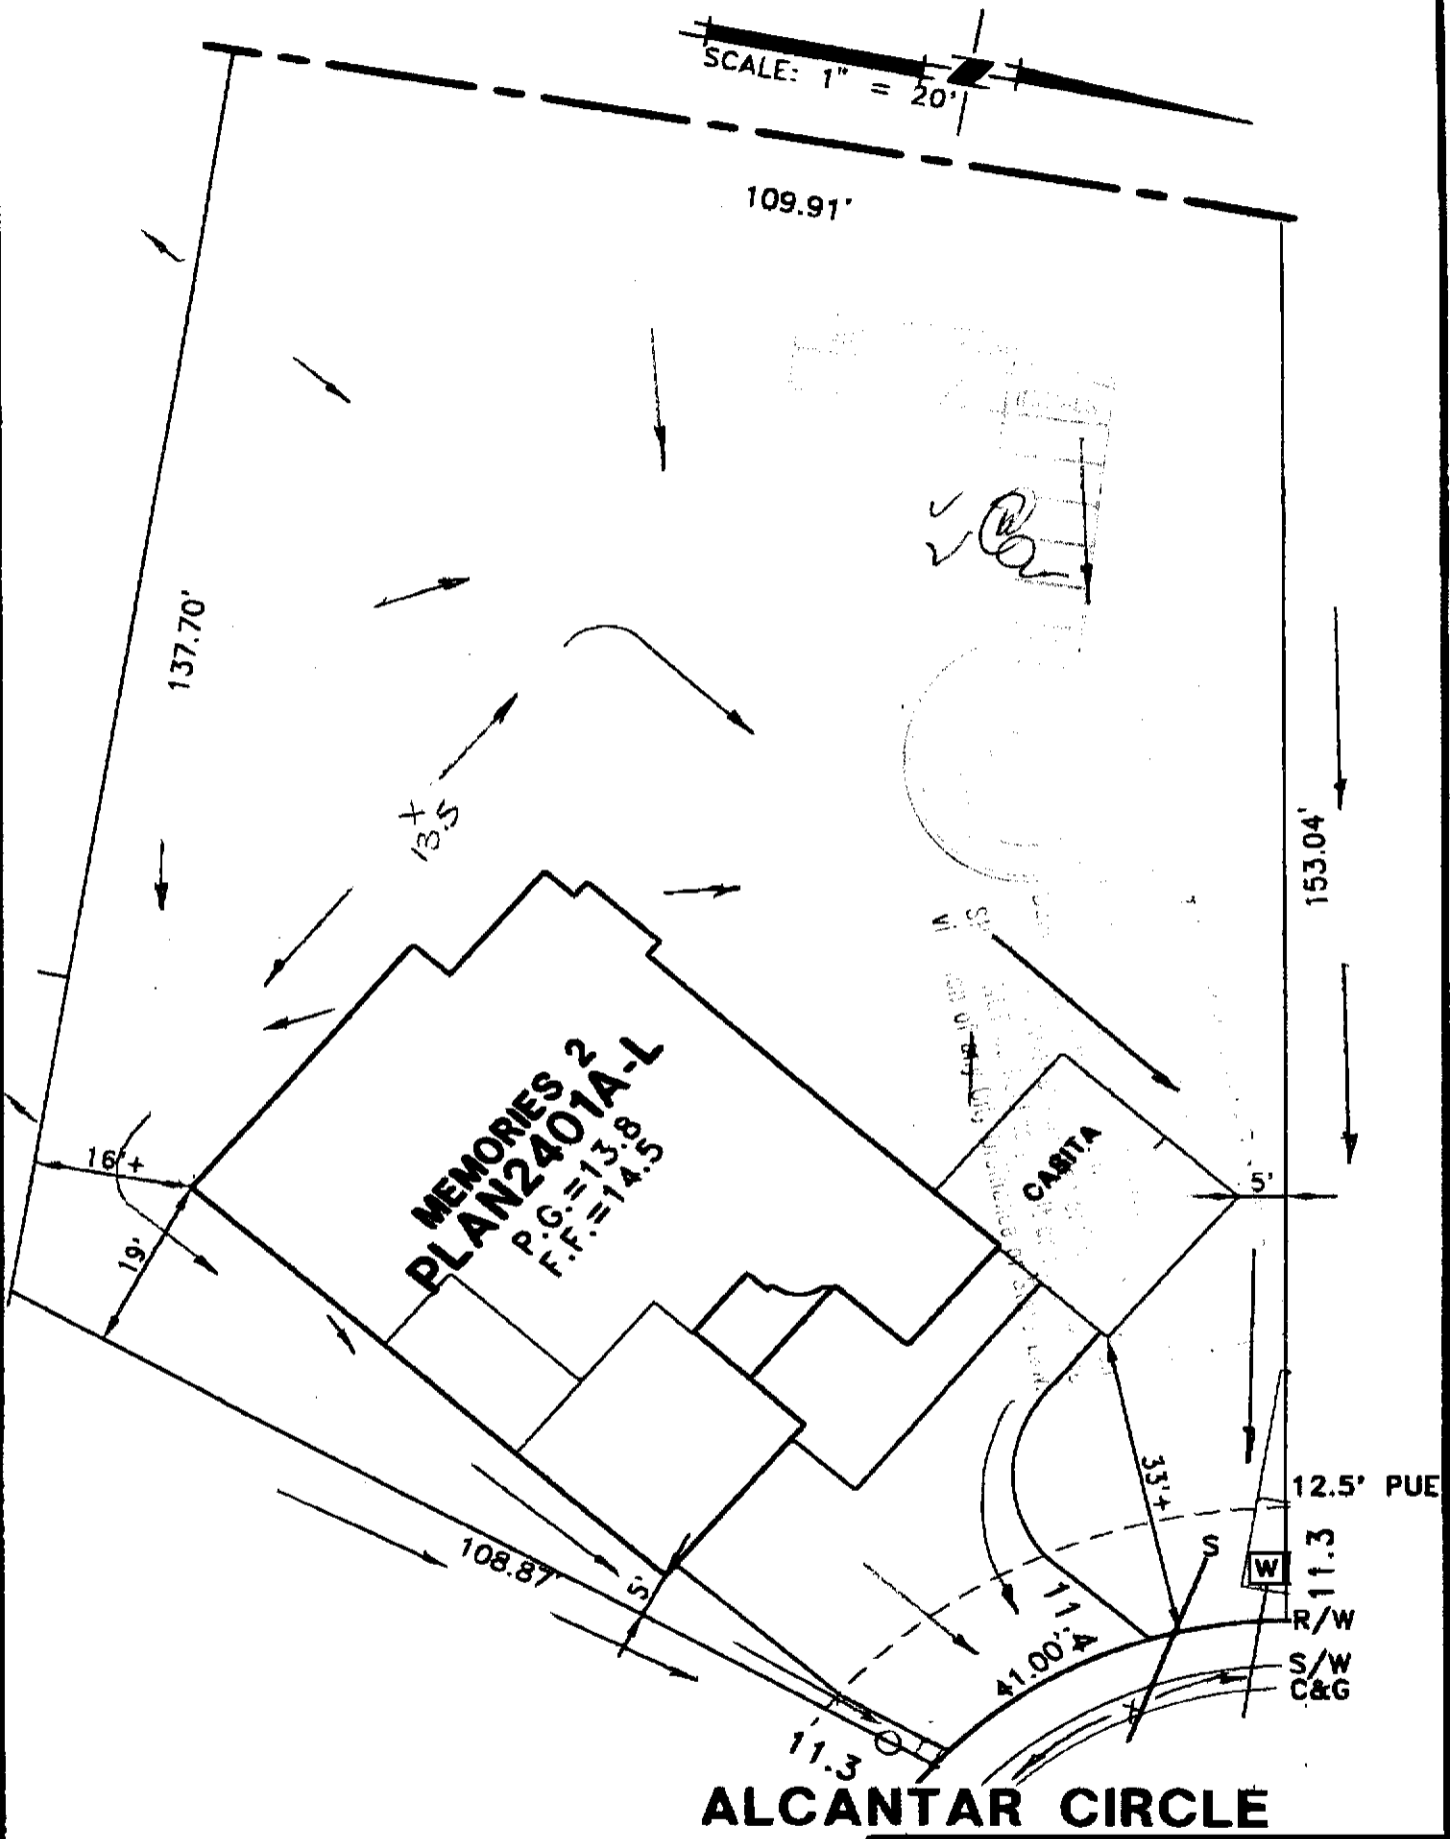 SCALE: 1" = 20'
109.91'
137.70'
X
13.5
153.04'
MEMORIES 2
PLAN2401A-L
P.G.=13.8
F.F.=14.5
CASITA
16'+
19'
5'
33'+
12.5' PUE
S
W
11.3
R/W
S/W
C&G
11.4
41.00'
108.87'
5'
11.3
ALCANTAR CIRCLE